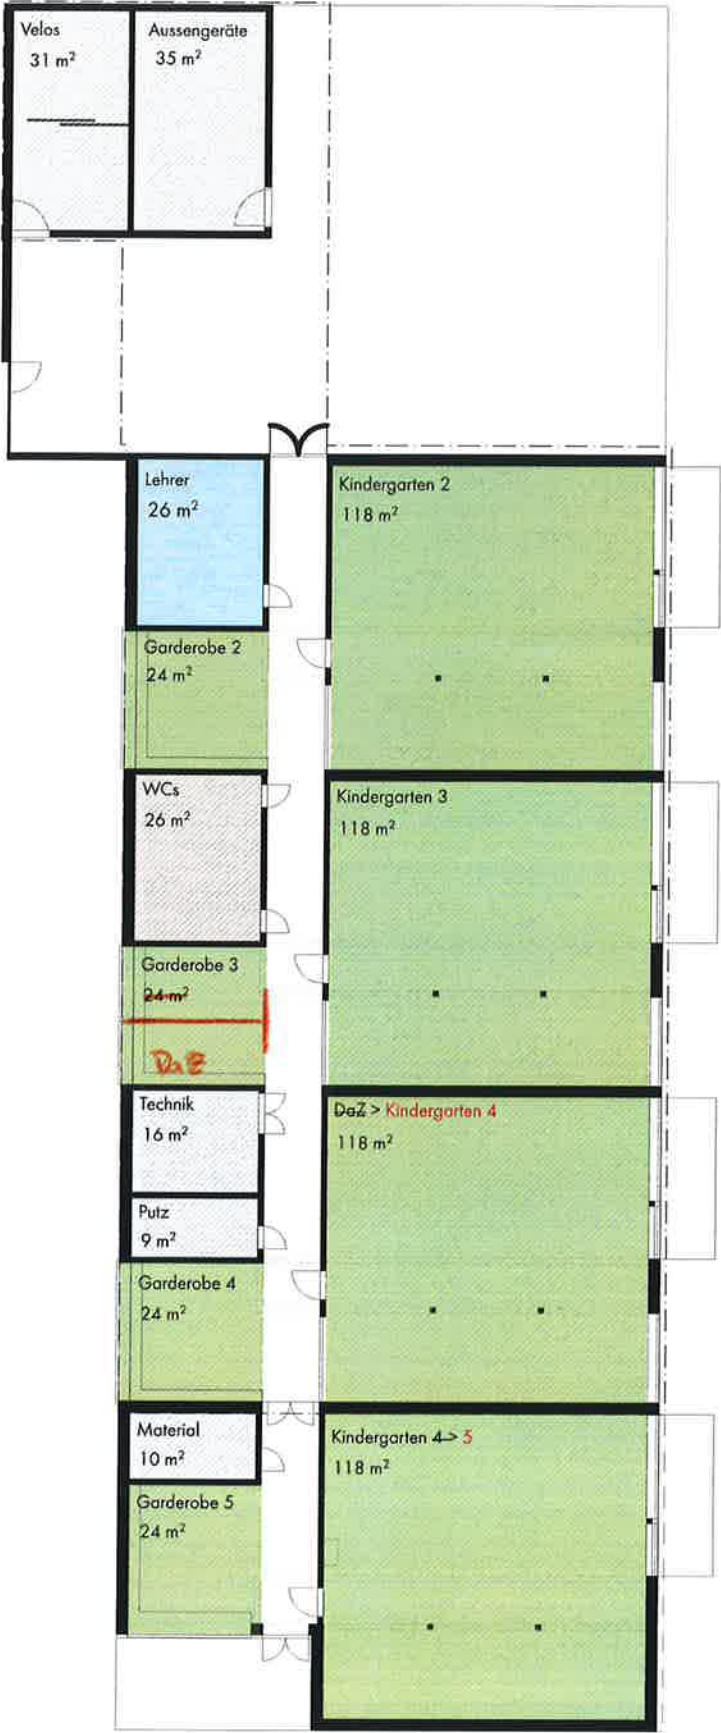 Velos
31 m²
Aussengeräte
35 m²
Lehrer
26 m²
Kindergarten 2
118 m²
Garderobe 2
24 m²
WCs
26 m²
Kindergarten 3
118 m²
Garderobe 3
24 m²
DaZ
Technik
16 m²
DaZ > Kindergarten 4
118 m²
Putz
9 m²
Garderobe 4
24 m²
Material
10 m²
Kindergarten 4 > 5
118 m²
Garderobe 5
24 m²